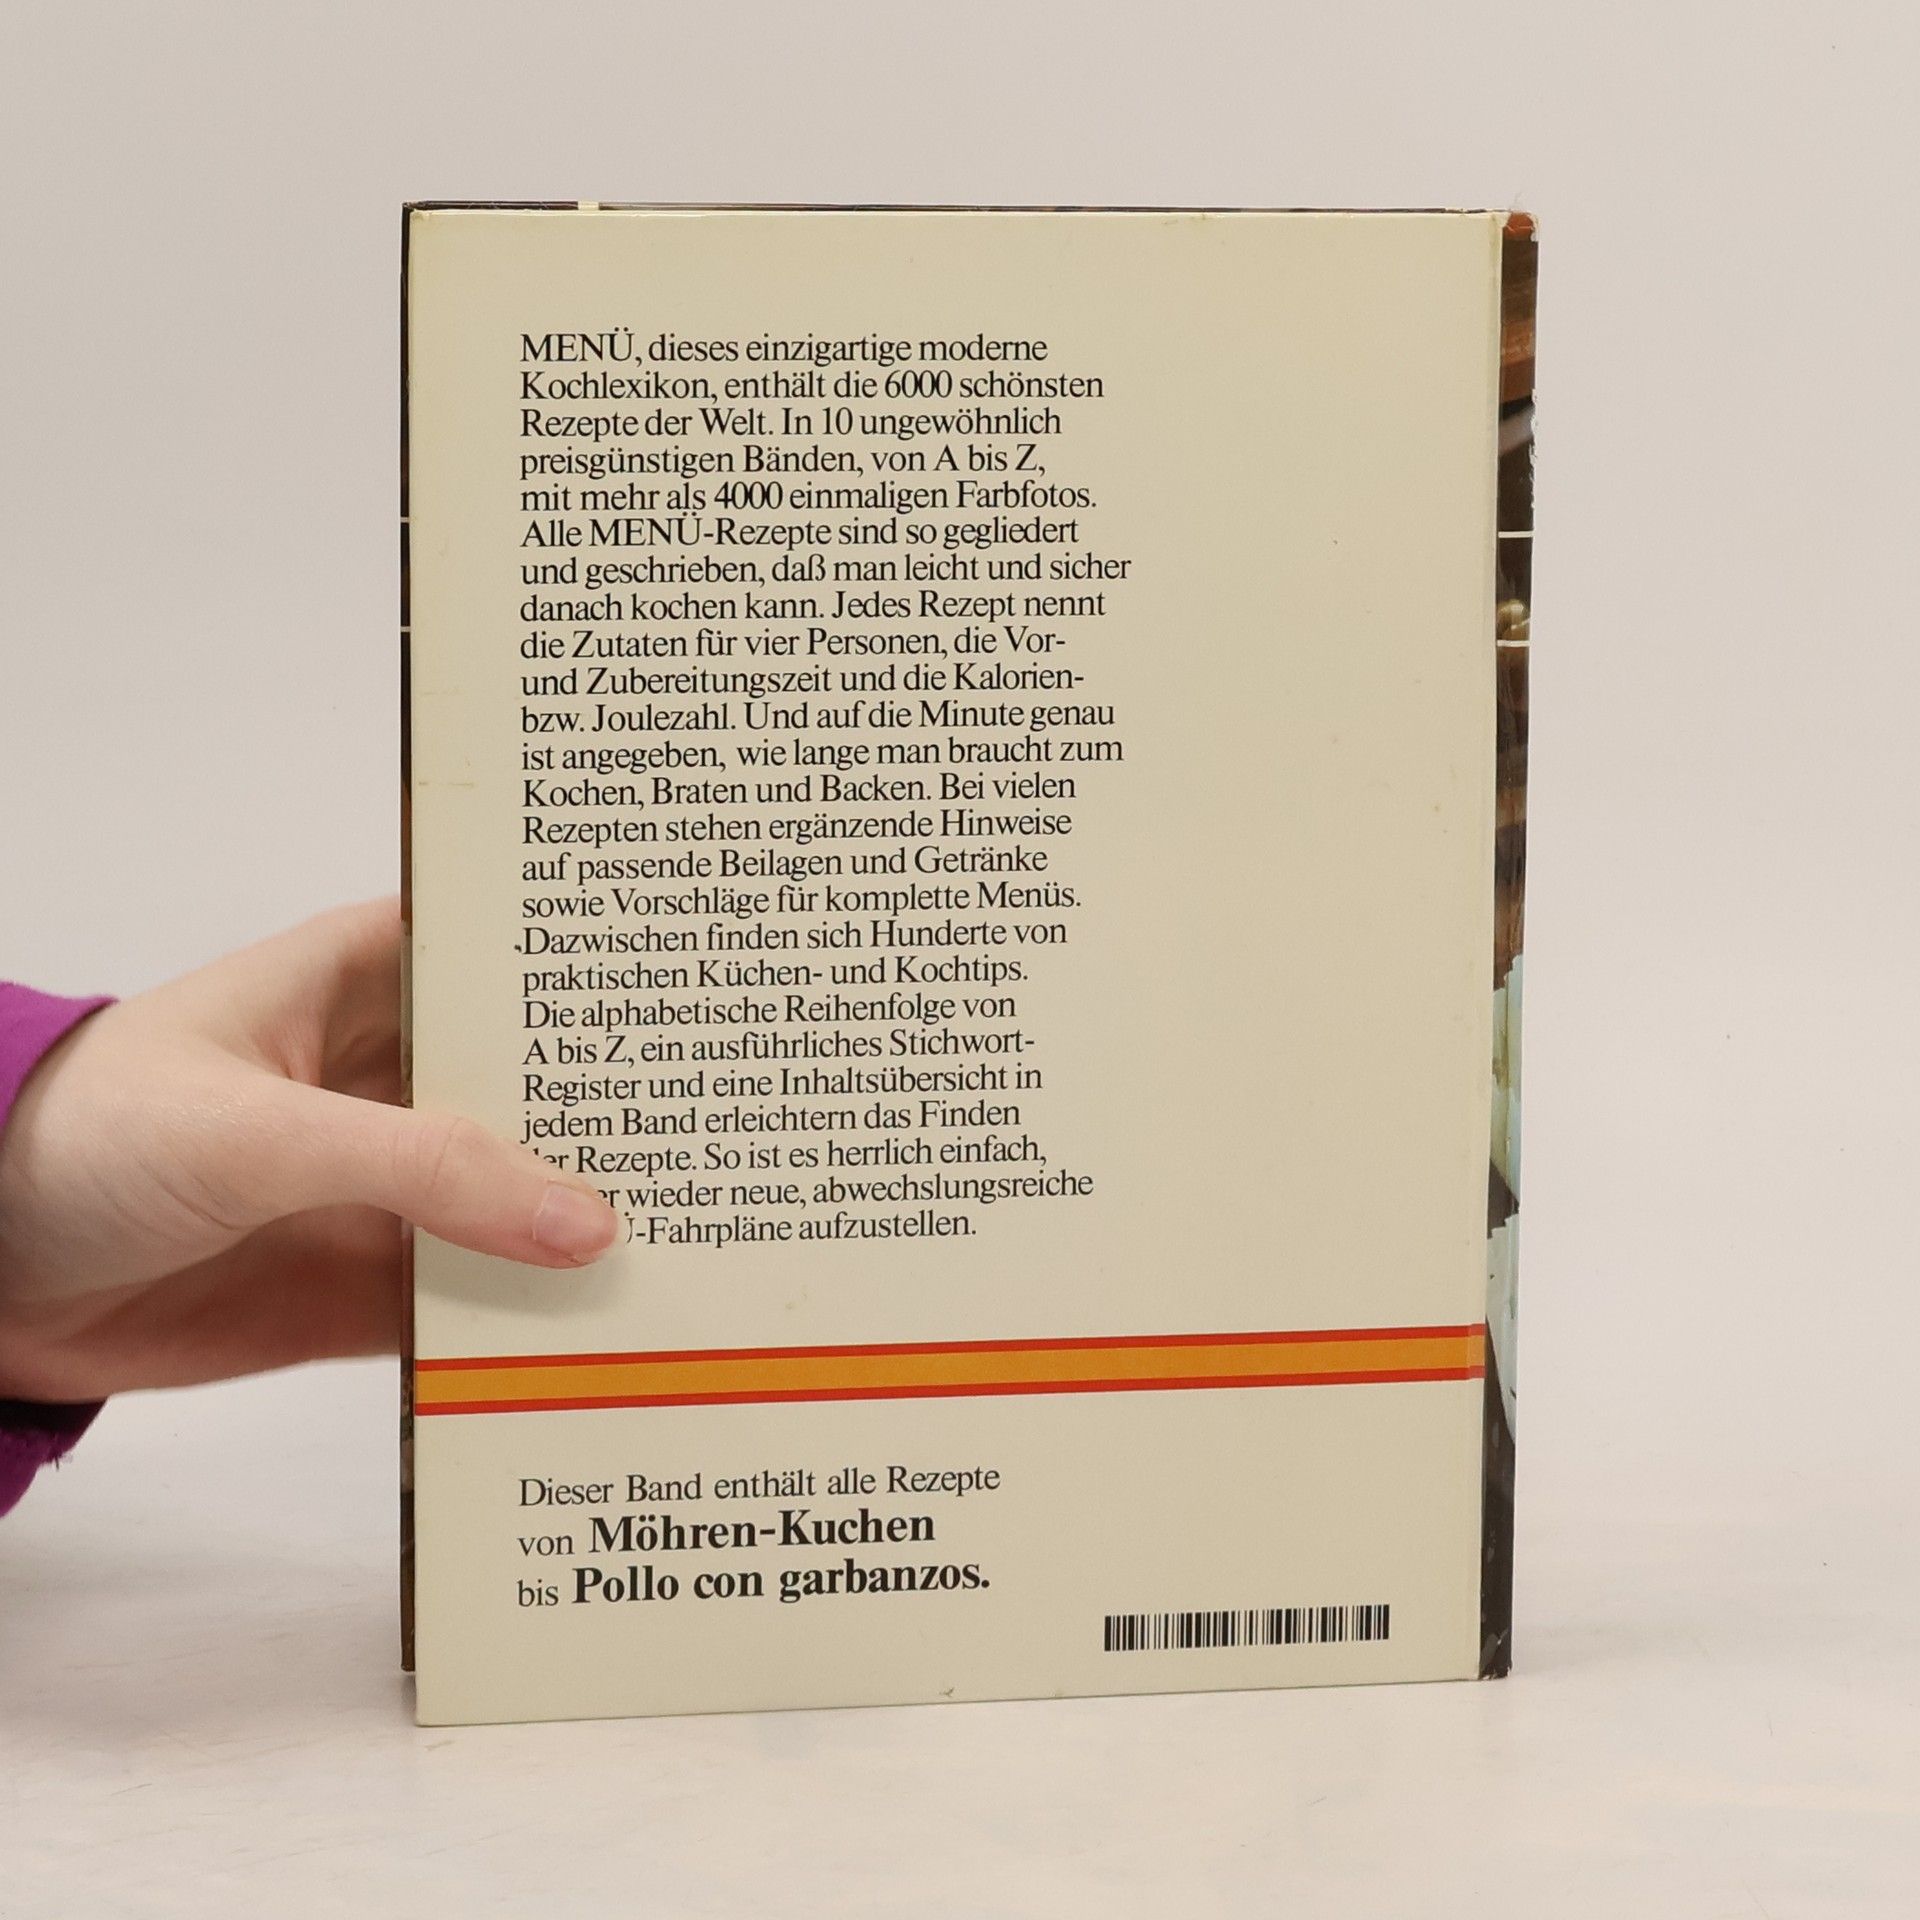 MENÜ, dieses einzigartige moderne
Kochlexikon, enthält die 6000 schönsten
Rezepte der Welt. In 10 ungewöhnlich
preisgünstigen Bänden, von A bis Z,
mit mehr als 4000 einmaligen Farbfotos.
Alle MENÜ-Rezepte sind so gegliedert
und geschrieben, daß man leicht und sicher
danach kochen kann. Jedes Rezept nennt
die Zutaten für vier Personen, die Vor-
und Zubereitungszeit und die Kalorien-
bzw. Joulezahl. Und auf die Minute genau
ist angegeben, wie lange man braucht zum
Kochen, Braten und Backen. Bei vielen
Rezepten stehen ergänzende Hinweise
auf passende Beilagen und Getränke
sowie Vorschläge für komplette Menüs.
Dazwischen finden sich Hunderte von
praktischen Küchen- und Kochtips.
Die alphabetische Reihenfolge von
A bis Z, ein ausführliches Stichwort-
Register und eine Inhaltsübersicht in
jedem Band erleichtern das Finden
Rezepte. So ist es herrlich einfach,
wieder neue, abwechslungsreiche
-Fahrpläne aufzustellen.
Dieser Band enthält alle Rezepte
von Möhren-Kuchen
bis Pollo con garbanzos.